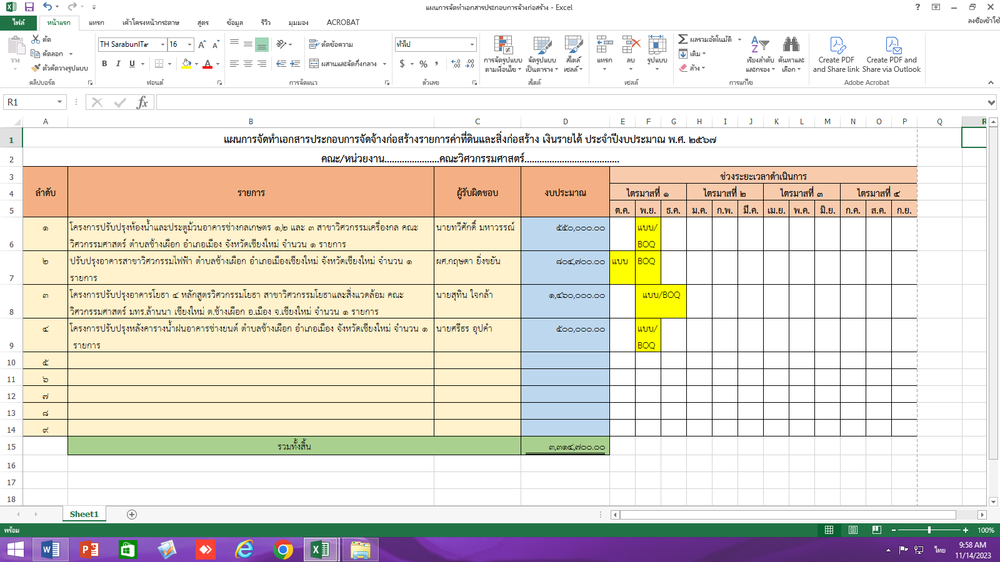 แผนการจัดทำเอกสารประกอบการจ้างก่อสร้าง - Excel
ไฟล์ หน้าแรก แทรก เค้าโครงหน้ากระดาษ สูตร ข้อมูล รีวิว มุมมอง ACROBAT ลงชื่อเข้าใช้
วาง
ตัด
คัดลอก
ตัวคัดวางรูปแบบ
คลิปบอร์ด
TH SarabunIT๙ 16
B I U
ฟอนต์
ตัดข้อความ
ผสานและจัดกึ่งกลาง
การจัดแนว
ทั่วไป
ตัวเลข
การจัดรูปแบบ
ตามเงื่อนไข
จัดรูปแบบ
เป็นตาราง
สไตล์
เซลล์
สไตล์
แทรก ลบ รูปแบบ
เซลล์
ผลรวมอัตโนมัติ
เติม
ล้าง
เรียงลำดับ
และกรอง
ค้นหาและ
เลือก
การแก้ไข
Create PDF
and Share link
Create PDF and
Share via Outlook
Adobe Acrobat
R1 fx
A B C D E F G H I J K L M N O P Q R
1 แผนการจัดทำเอกสารประกอบการจัดจ้างก่อสร้างรายการค่าที่ดินและสิ่งก่อสร้าง เงินรายได้ ประจำปีงบประมาณ พ.ศ. ๒๕๖๗
2 คณะ/หน่วยงาน......................คณะวิศวกรรมศาสตร์......................................
3 ลำดับ รายการ ผู้รับผิดชอบ งบประมาณ ช่วงระยะเวลาดำเนินการ
4 ไตรมาสที่ ๑ ไตรมาสที่ ๒ ไตรมาสที่ ๓ ไตรมาสที่ ๔
5 ต.ค. พ.ย. ธ.ค. ม.ค. ก.พ. มี.ค. เม.ย. พ.ค. มิ.ย. ก.ค. ส.ค. ก.ย.
๑ โครงการปรับปรุงห้องน้ำและประตูม้วนอาคารช่างกลเกษตร ๑,๒ และ ๓ สาขาวิศวกรรมเครื่องกล คณะ นายทวีศักดิ์ มหาวรรณ์ ๕๕๐,๐๐๐.๐๐ แบบ/
6 วิศวกรรมศาสตร์ ตำบลช้างเผือก อำเภอเมือง จังหวัดเชียงใหม่ จำนวน ๑ รายการ BOQ
๒ ปรับปรุงอาคารสาขาวิศวกรรมไฟฟ้า ตำบลช้างเผือก อำเภอเมืองเชียงใหม่ จังหวัดเชียงใหม่ จำนวน ๑ ผศ.กฤษดา ยิ่งขยัน ๘๐๔,๗๐๐.๐๐ แบบ BOQ
7 รายการ
๓ โครงการปรับปรุงอาคารโยธา ๔ หลักสูตรวิศวกรรมโยธา สาขาวิศวกรรมโยธาและสิ่งแวดล้อม คณะ นายสุทิน ใจกล้า ๑,๔๖๐,๐๐๐.๐๐ แบบ/BOQ
8 วิศวกรรมศาสตร์ มทร.ล้านนา เชียงใหม่ ต.ช้างเผือก อ.เมือง จ.เชียงใหม่ จำนวน ๑ รายการ
๔ โครงการปรับปรุงหลังคารางน้ำฝนอาคารช่างยนต์ ตำบลช้างเผือก อำเภอเมือง จังหวัดเชียงใหม่ จำนวน ๑ นายศรีธร อุปคำ ๕๐๐,๐๐๐.๐๐ แบบ/
9 รายการ BOQ
10 ๕
11 ๖
12 ๗
13 ๘
14 ๙
15 รวมทั้งสิ้น ๓,๓๑๔,๗๐๐.๐๐
16
17
18
Sheet1
พร้อม 100%
ไทย 9:58 AM
11/14/2023